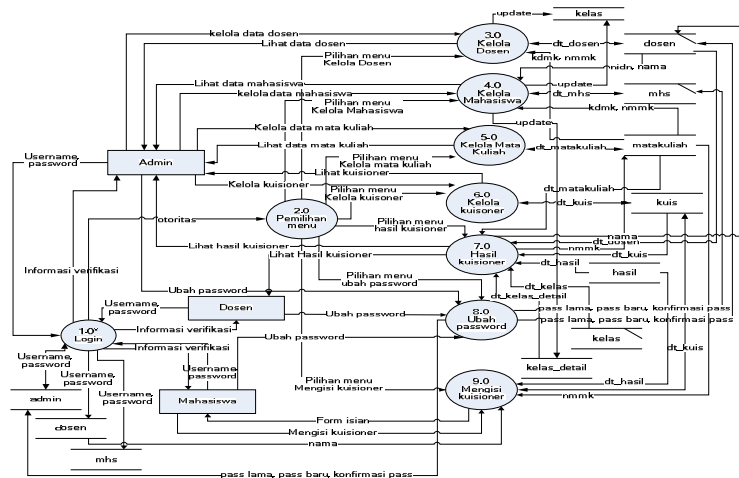 kelola data dosen
Lihat data dosen
Pilihan menu
Kelola Dosen
3.0
Kelola
Dosen
update
kelas
dt_dosen
dosen
kdmk, nmmk
nidn, nama
Lihat data mahasiswa
kelola data mahasiswa
Pilihan menu
Kelola Mahasiswa
4.0
Kelola
Mahasiswa
update
dt_mhs
mhs
kdmk, nmmk
update
Kelola data mata kuliah
Lihat data mata kuliah
Pilihan menu
Kelola mata kuliah
5.0
Kelola Mata
Kuliah
dt_matakuliah
matakuliah
Username,
password
Admin
Lihat kuisioner
Kelola kuisioner
Pilihan menu
Kelola kuisoner
6.0
Kelola
kuisoner
dt_matakuliah
dt_kuis
kuis
otoritas
2.0
Pemilihan
menu
Pilihan menu
hasil kuisioner
Lihat hasil kuisioner
Lihat Hasil kuisioner
7.0
Hasil
kuisioner
nama
dt_dosen
nmmk
dt_kuis
dt_hasil
hasil
Informasi verifikasi
Ubah password
Pilihan menu
ubah password
dt_kelas
dt_kelas_detail
Dosen
Username,
password
Ubah password
8.0
Ubah
password
pass lama, pass baru, konfirmasi pass
pass lama, pass baru, konfirmasi pass
1.0*
Login
Informasi verifikasi
Informasi verifikasi
Ubah password
kelas
dt_kuis
Username,
password
Username,
password
Username,
password
Username,
password
kelas_detail
admin
Mahasiswa
Pilihan menu
Mengisi kuisioner
9.0
Mengisi
kuisioner
dt_hasil
nmmk
dosen
Form isian
Mengisi kuisioner
nama
mhs
pass lama, pass baru, konfirmasi pass